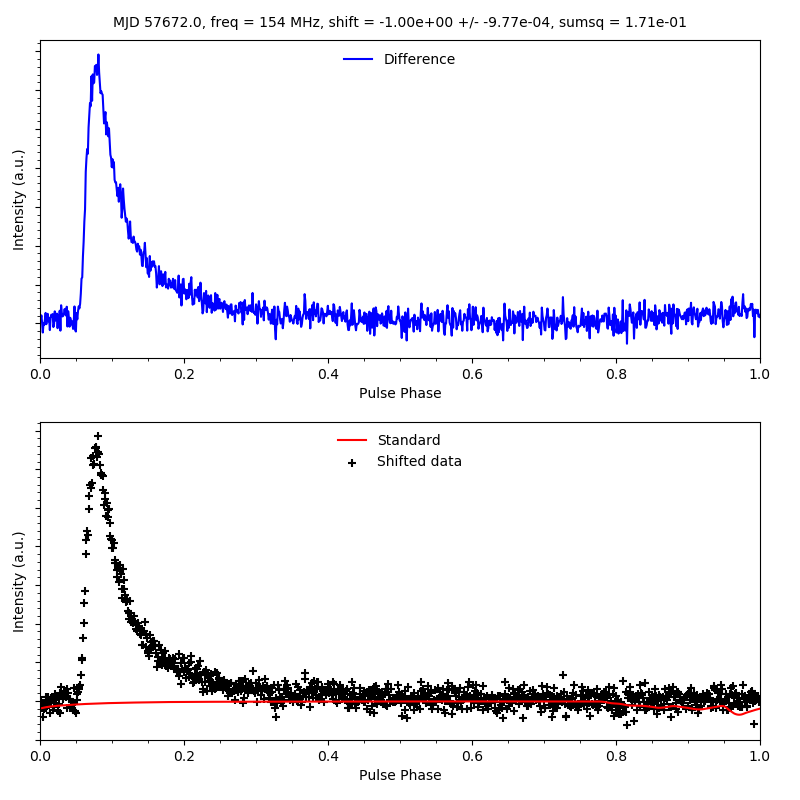 MJD 57672.0, freq = 154 MHz, shift = -1.00e+00 +/- -9.77e-04, sumsq = 1.71e-01
Difference
Intensity (a.u.)
0.0 0.2 0.4 0.6 0.8 1.0
Pulse Phase
Standard
Shifted data
Intensity (a.u.)
0.0 0.2 0.4 0.6 0.8 1.0
Pulse Phase